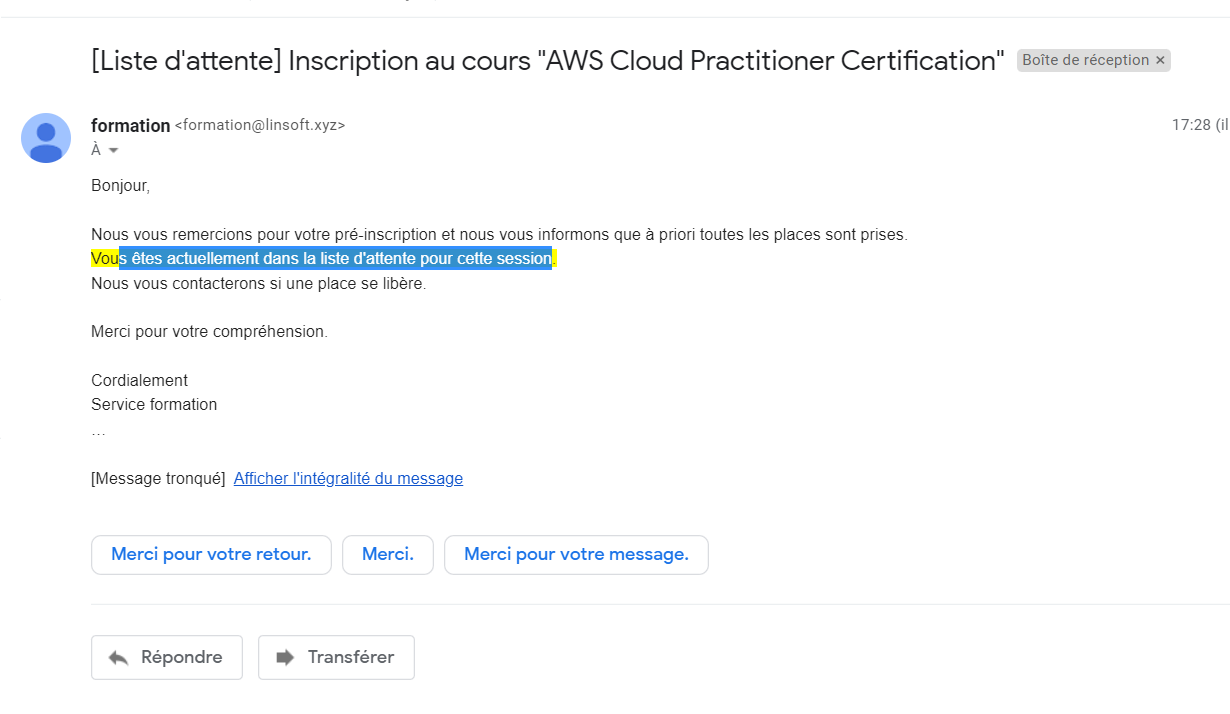 [Liste d'attente] Inscription au cours "AWS Cloud Practitioner Certification" Boîte de réception ×
formation <formation@linsoft.xyz> 17:28 (il
À
Bonjour,
Nous vous remercions pour votre pré-inscription et nous vous informons que à priori toutes les places sont prises.
Vous êtes actuellement dans la liste d'attente pour cette session.
Nous vous contacterons si une place se libère.
Merci pour votre compréhension.
Cordialement
Service formation
...
[Message tronqué] Afficher l'intégralité du message
Merci pour votre retour. Merci. Merci pour votre message.
Répondre Transférer